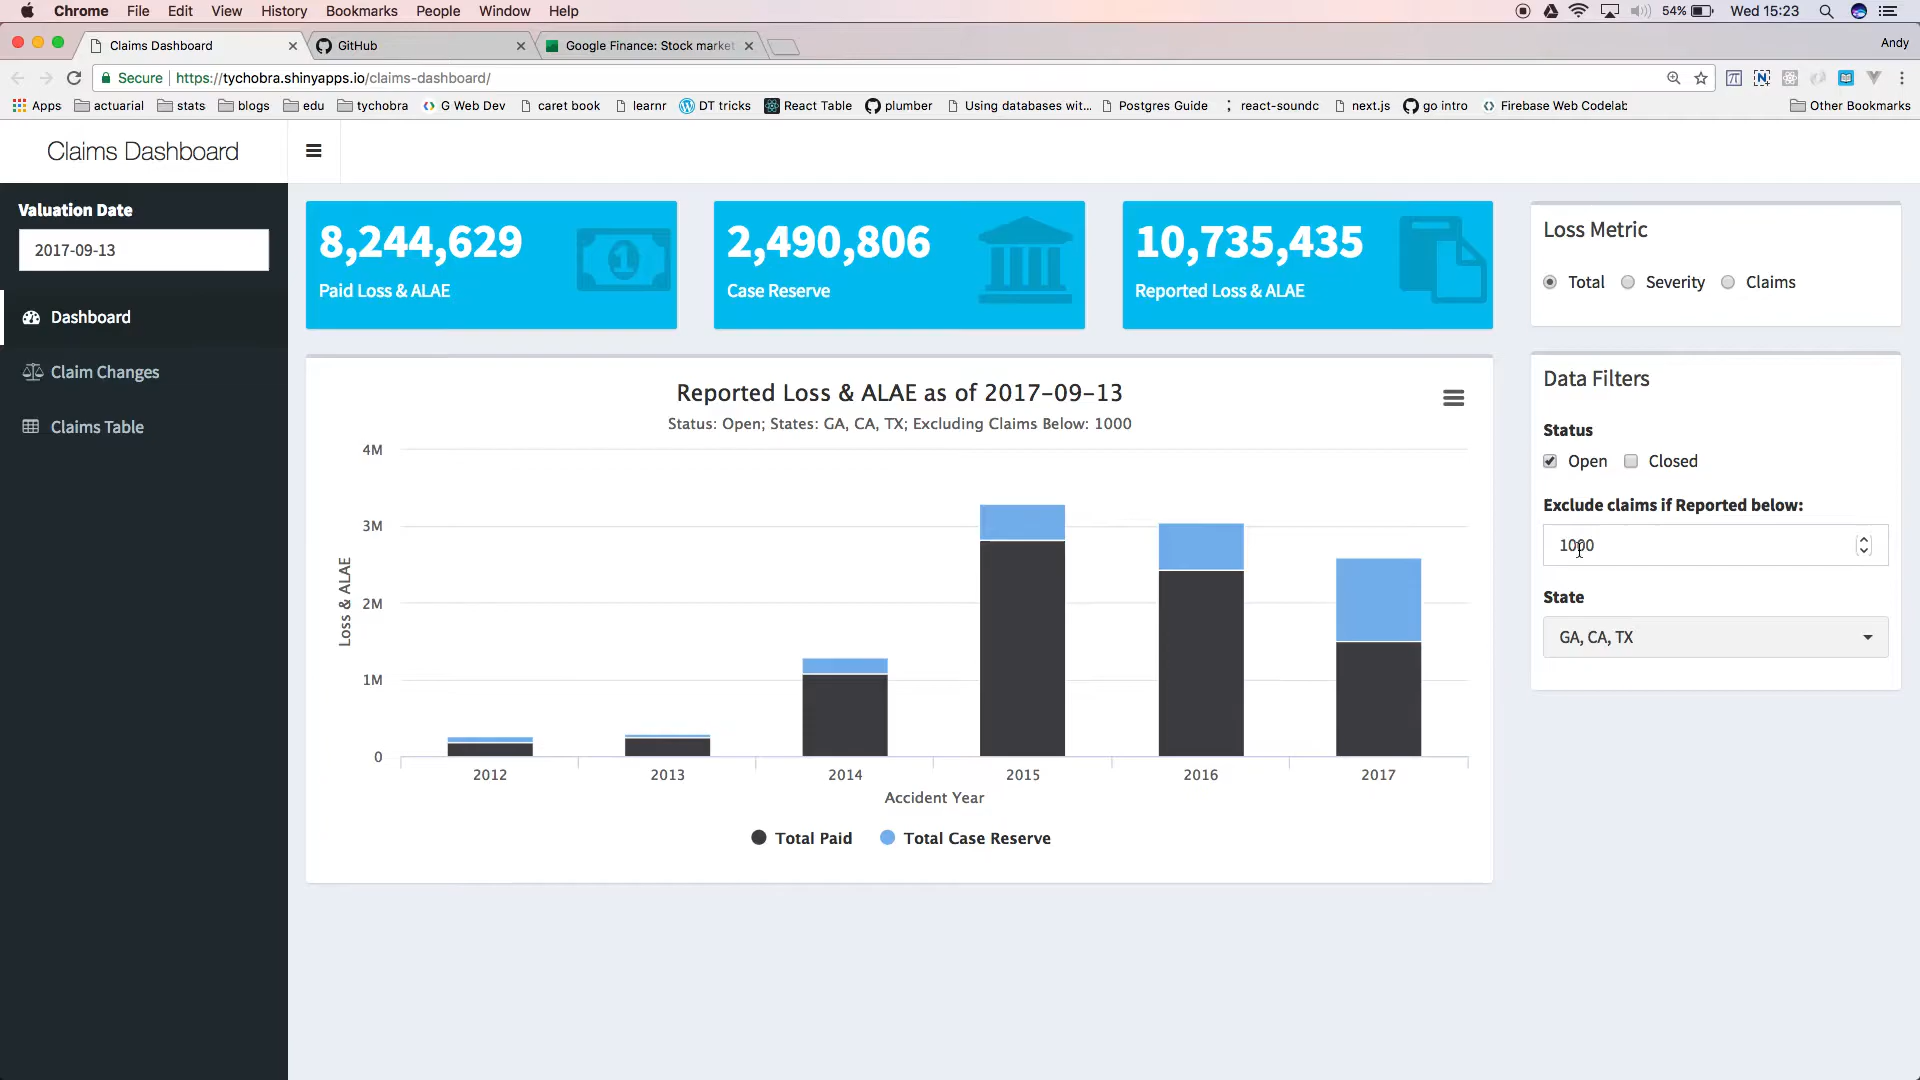 Chrome File Edit View History Bookmarks People Window Help 54% Wed 15:23
Claims Dashboard GitHub Google Finance: Stock market Andy
Secure https://tychobra.shinyapps.io/claims-dashboard/
Apps actuarial stats blogs edu tychobra G Web Dev caret book learnr DT tricks React Table plumber Using databases wit... Postgres Guide react-soundc next.js go intro Firebase Web Codelab Other Bookmarks
Claims Dashboard
Valuation Date
2017-09-13
Dashboard
Claim Changes
Claims Table
8,244,629
Paid Loss & ALAE
1
2,490,806
Case Reserve
10,735,435
Reported Loss & ALAE
Reported Loss & ALAE as of 2017-09-13
Status: Open; States: GA, CA, TX; Excluding Claims Below: 1000
4M
3M
2M
1M
0
Loss & ALAE
2012 2013 2014 2015 2016 2017
Accident Year
Total Paid Total Case Reserve
Loss Metric
Total Severity Claims
Data Filters
Status
Open Closed
Exclude claims if Reported below:
1000
State
GA, CA, TX